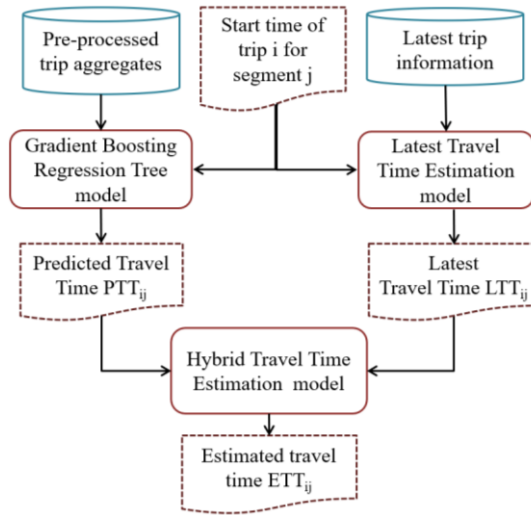 Pre-processed
trip aggregates
Start time of
trip i for
segment j
Latest trip
information
Gradient Boosting
Regression Tree
model
Latest Travel
Time Estimation
model
Predicted Travel
Time PTTij
Latest
Travel Time LTTij
Hybrid Travel Time
Estimation model
Estimated travel
time ETTij